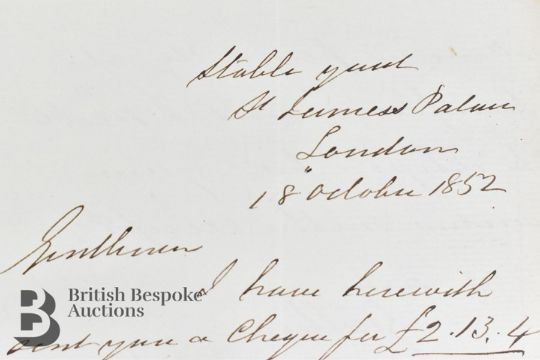 Stable yard
St Jamess Palace
London
18" October 1852
Gentlemen
I have herewith
sent you a Cheque for £2.13.4
British Bespoke
Auctions